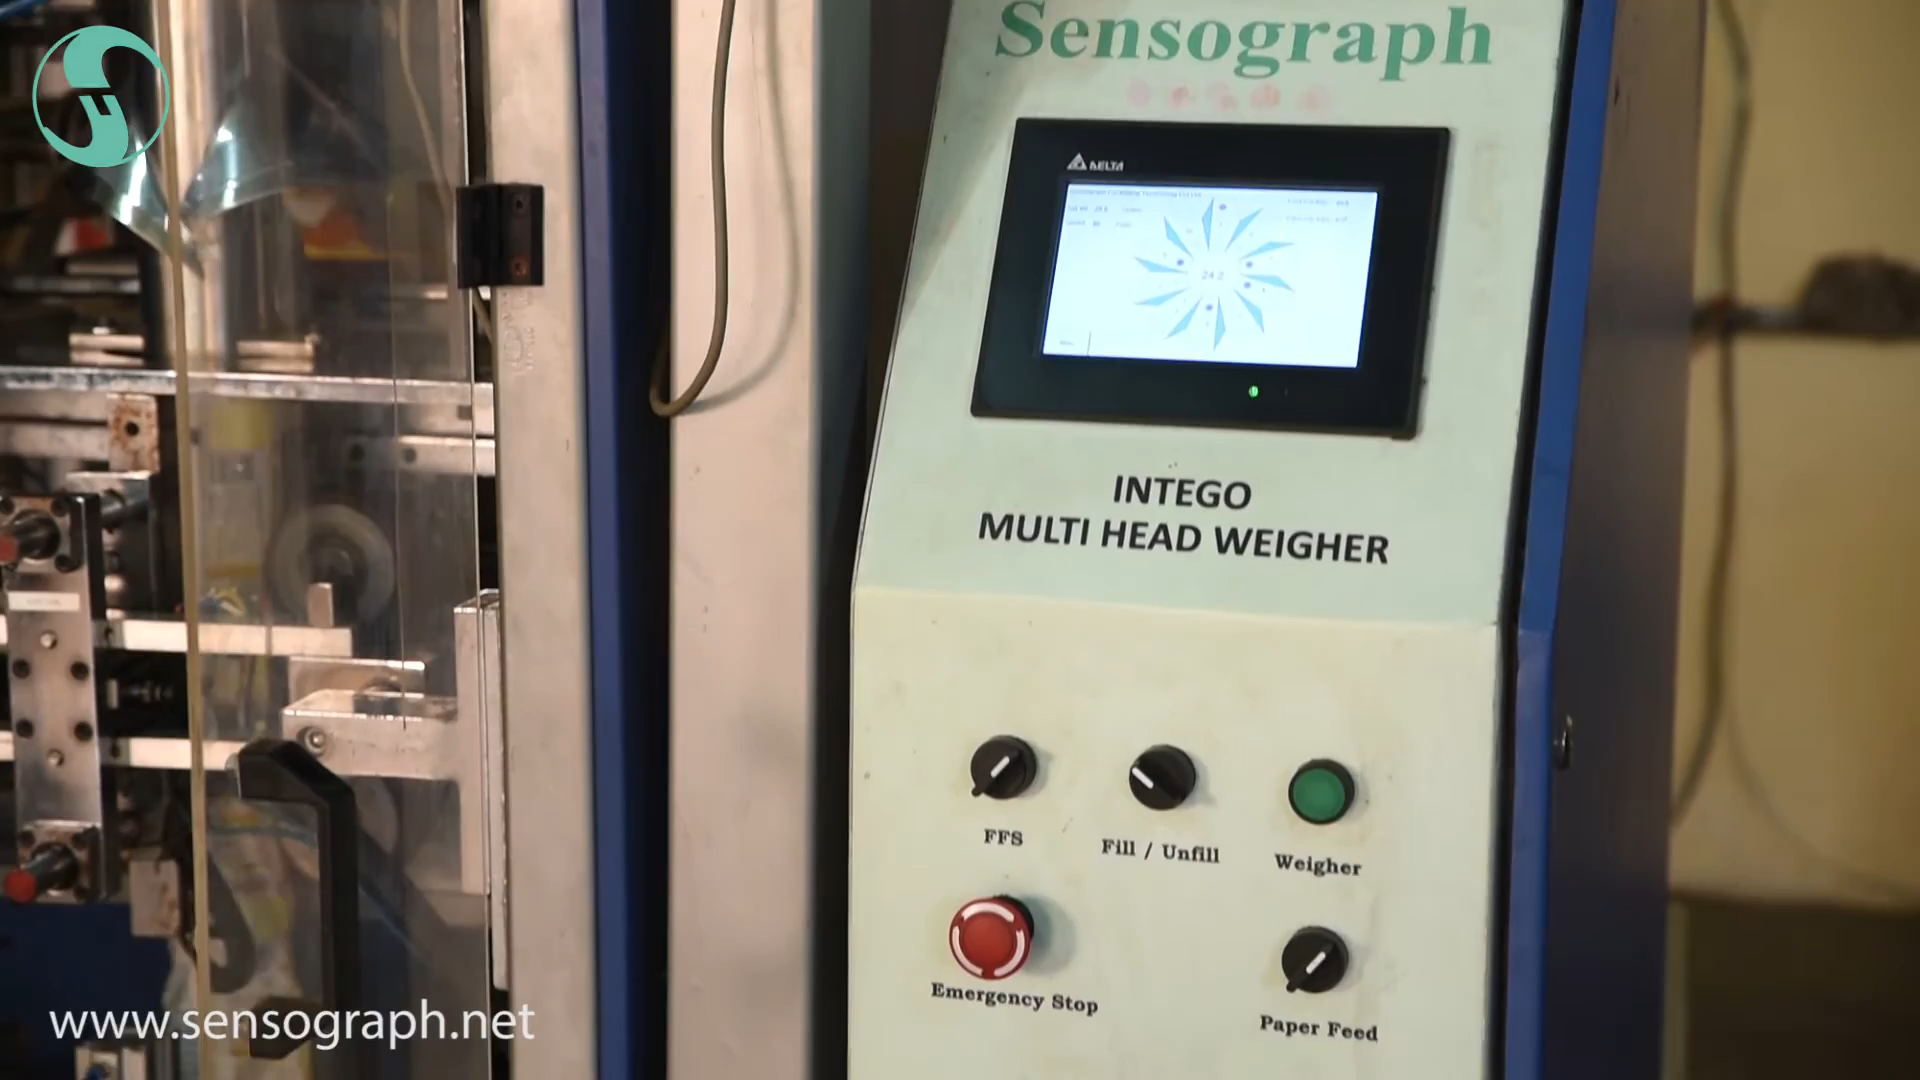 Sensograph
DELTA
24.2
INTEGO
MULTI HEAD WEIGHER
FFS
Fill / Unfill
Weigher
Emergency Stop
Paper Feed
www.sensograph.net